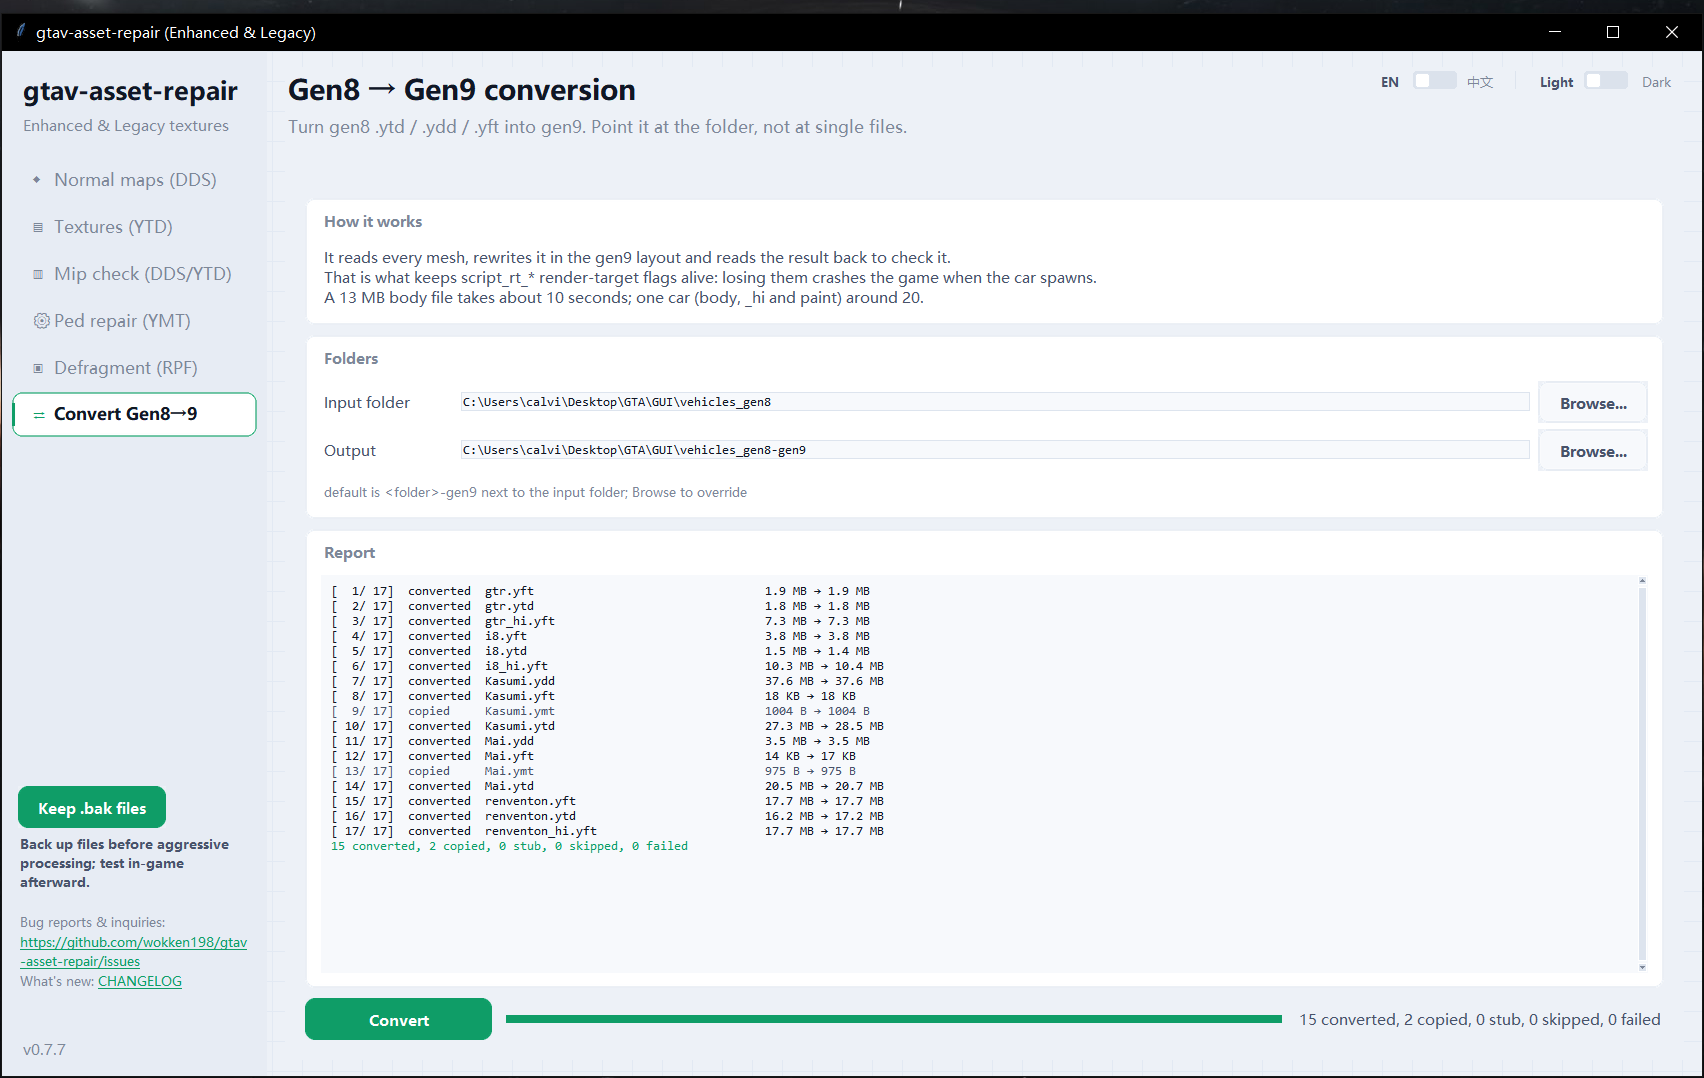 gtav-asset-repair (Enhanced & Legacy)
gtav-asset-repair
Enhanced & Legacy textures
Normal maps (DDS)
Textures (YTD)
Mip check (DDS/YTD)
Ped repair (YMT)
Defragment (RPF)
Convert Gen8→9
Keep .bak files
Back up files before aggressive
processing; test in-game
afterward.
Bug reports & inquiries:
https://github.com/wokken198/gtav
-asset-repair/issues
What's new: CHANGELOG
v0.7.7
Gen8 → Gen9 conversion
Turn gen8 .ytd / .ydd / .yft into gen9. Point it at the folder, not at single files.
EN 中文 Light Dark
How it works
It reads every mesh, rewrites it in the gen9 layout and reads the result back to check it.
That is what keeps script_rt_* render-target flags alive: losing them crashes the game when the car spawns.
A 13 MB body file takes about 10 seconds; one car (body, _hi and paint) around 20.
Folders
Input folder C:\Users\calvi\Desktop\GTA\GUI\vehicles_gen8 Browse...
Output C:\Users\calvi\Desktop\GTA\GUI\vehicles_gen8-gen9 Browse...
default is <folder>-gen9 next to the input folder; Browse to override
Report
[ 1/ 17] converted gtr.yft 1.9 MB → 1.9 MB
[ 2/ 17] converted gtr.ytd 1.8 MB → 1.8 MB
[ 3/ 17] converted gtr_hi.yft 7.3 MB → 7.3 MB
[ 4/ 17] converted i8.yft 3.8 MB → 3.8 MB
[ 5/ 17] converted i8.ytd 1.5 MB → 1.4 MB
[ 6/ 17] converted i8_hi.yft 10.3 MB → 10.4 MB
[ 7/ 17] converted Kasumi.ydd 37.6 MB → 37.6 MB
[ 8/ 17] converted Kasumi.yft 18 KB → 18 KB
[ 9/ 17] copied Kasumi.ymt 1004 B → 1004 B
[ 10/ 17] converted Kasumi.ytd 27.3 MB → 28.5 MB
[ 11/ 17] converted Mai.ydd 3.5 MB → 3.5 MB
[ 12/ 17] converted Mai.yft 14 KB → 17 KB
[ 13/ 17] copied Mai.ymt 975 B → 975 B
[ 14/ 17] converted Mai.ytd 20.5 MB → 20.7 MB
[ 15/ 17] converted renventon.yft 17.7 MB → 17.7 MB
[ 16/ 17] converted renventon.ytd 16.2 MB → 17.2 MB
[ 17/ 17] converted renventon_hi.yft 17.7 MB → 17.7 MB
15 converted, 2 copied, 0 stub, 0 skipped, 0 failed
Convert 15 converted, 2 copied, 0 stub, 0 skipped, 0 failed